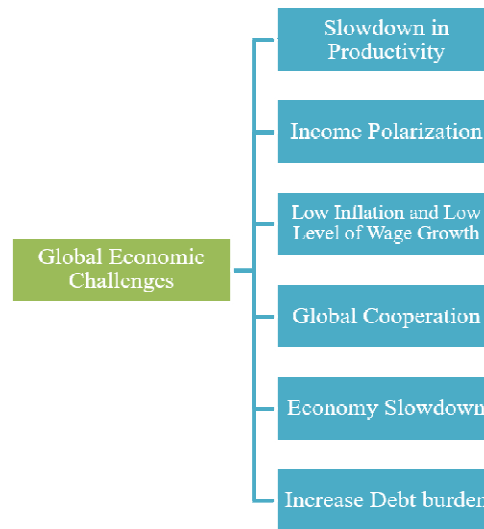 Slowdown in
Productivity
Income Polarization
Low Inflation and Low
Level of Wage Growth
Global Economic
Challenges
Global Cooperation
Economy Slowdown
Increase Debt burden